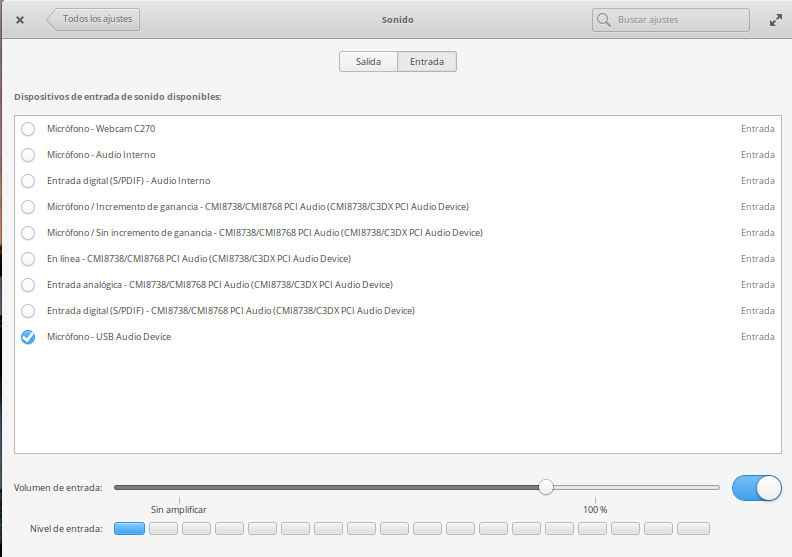 Todos los ajustes
Sonido
Buscar ajustes
Salida
Entrada
Dispositivos de entrada de sonido disponibles:
Micrófono - Webcam C270 Entrada
Micrófono - Audio Interno Entrada
Entrada digital (S/PDIF) - Audio Interno Entrada
Micrófono / Incremento de ganancia - CMI8738/CMI8768 PCI Audio (CMI8738/C3DX PCI Audio Device) Entrada
Micrófono / Sin incremento de ganancia - CMI8738/CMI8768 PCI Audio (CMI8738/C3DX PCI Audio Device) Entrada
En línea - CMI8738/CMI8768 PCI Audio (CMI8738/C3DX PCI Audio Device) Entrada
Entrada analógica - CMI8738/CMI8768 PCI Audio (CMI8738/C3DX PCI Audio Device) Entrada
Entrada digital (S/PDIF) - CMI8738/CMI8768 PCI Audio (CMI8738/C3DX PCI Audio Device) Entrada
Micrófono - USB Audio Device Entrada
Volumen de entrada:
Sin amplificar 100 %
Nivel de entrada: